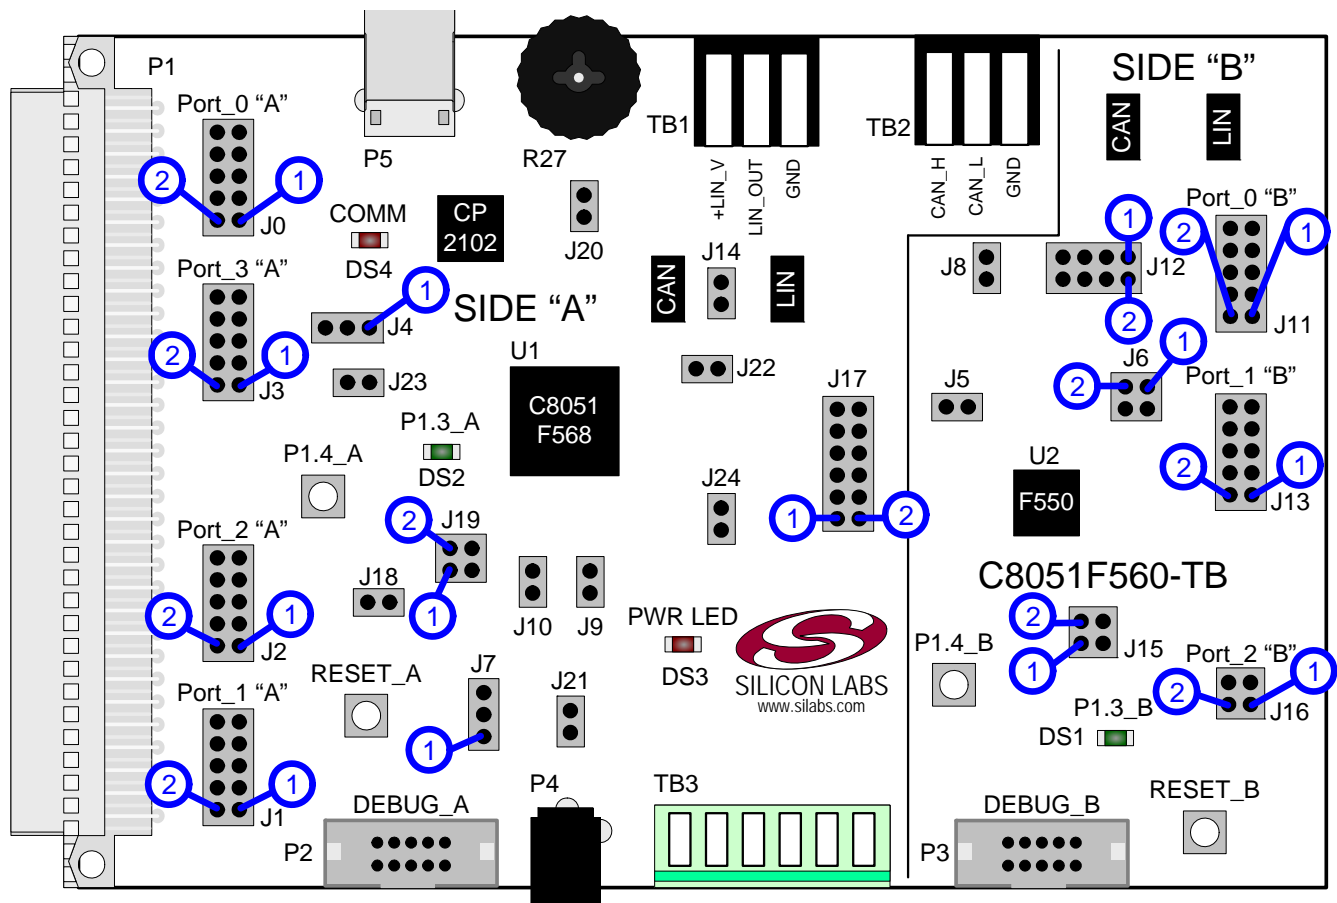 SIDE “B”
P1
Port_0 “A”
2
1
J0
P5
COMM
DS4
CP
2102
R27
J20
TB1
+LIN_V
LIN_OUT
GND
TB2
CAN_H
CAN_L
GND
CAN
LIN
Port_0 “B”
2
1
J11
J8
1
J12
2
J14
CAN
LIN
SIDE “A”
Port_3 “A”
2
1
J3
1
J4
J23
U1
C8051
F568
J22
J17
1
2
J5
J6
2
1
Port_1 “B”
2
1
J13
P1.3_A
DS2
P1.4_A
J24
U2
F550
Port_2 “A”
2
1
J2
2
J19
1
J18
J10
J9
C8051F560-TB
PWR LED
DS3
SILICON LABS
www.silabs.com
2
1
J15
P1.4_B
Port_2 “B”
2
1
J16
P1.3_B
DS1
RESET_A
J7
1
J21
Port_1 “A”
2
1
J1
DEBUG_A
P2
P4
TB3
DEBUG_B
P3
RESET_B